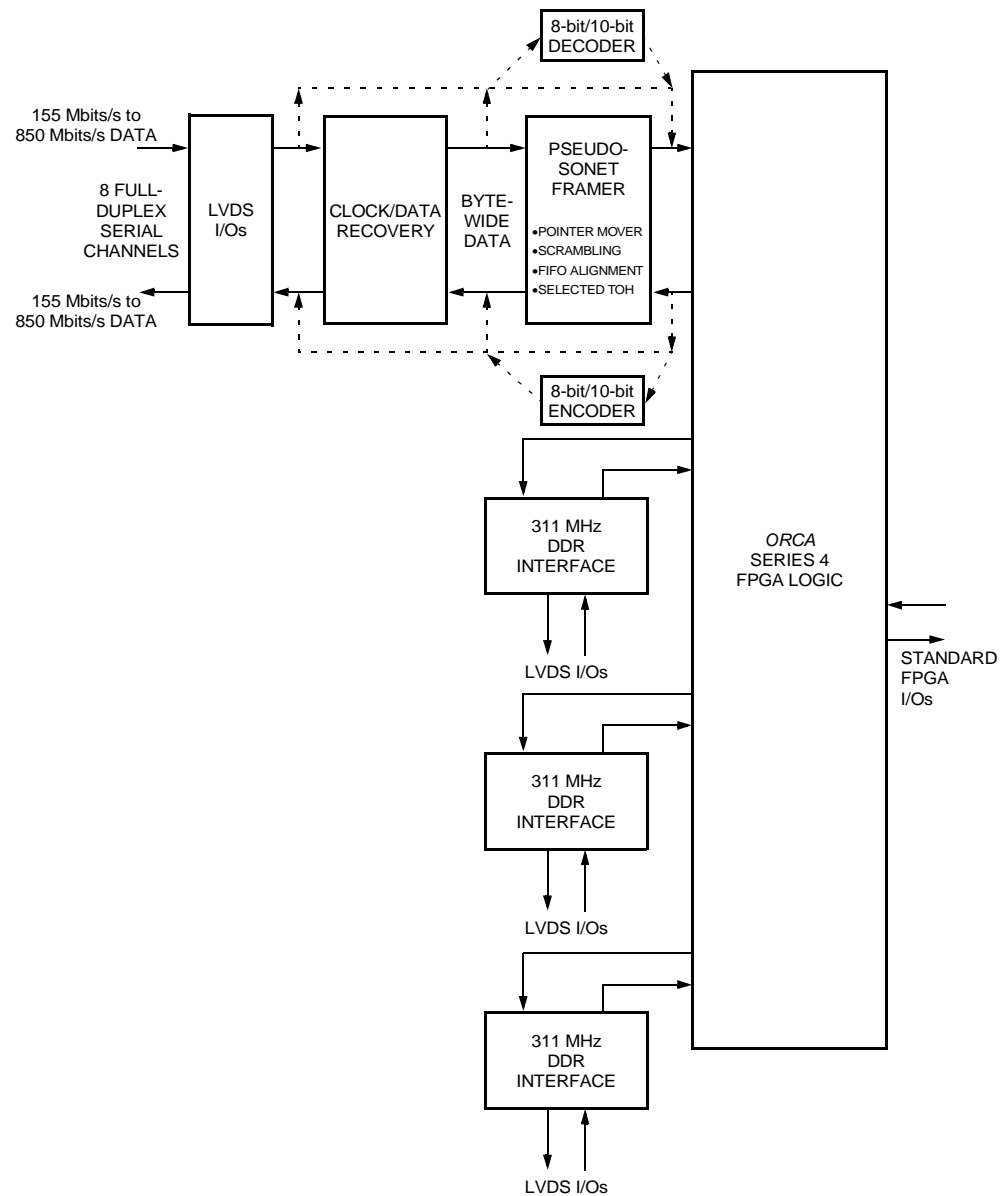 8-bit/10-bit
DECODER
155 Mbits/s to
850 Mbits/s DATA
8 FULL-
DUPLEX
SERIAL
CHANNELS
155 Mbits/s to
850 Mbits/s DATA
LVDS
I/Os
CLOCK/DATA
RECOVERY
BYTE-
WIDE
DATA
PSEUDO-
SONET
FRAMER
•POINTER MOVER
•SCRAMBLING
•FIFO ALIGNMENT
•SELECTED TOH
8-bit/10-bit
ENCODER
311 MHz
DDR
INTERFACE
LVDS I/Os
311 MHz
DDR
INTERFACE
LVDS I/Os
311 MHz
DDR
INTERFACE
LVDS I/Os
ORCA
SERIES 4
FPGA LOGIC
STANDARD
FPGA
I/Os